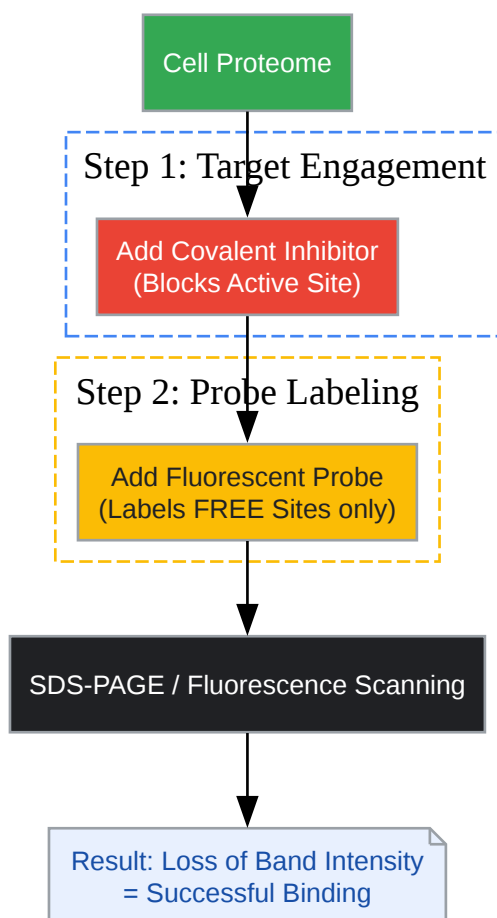 Cell Proteome
Step 1: Target Engagement
Add Covalent Inhibitor
(Blocks Active Site)
Step 2: Probe Labeling
Add Fluorescent Probe
(Labels FREE Sites only)
SDS-PAGE / Fluorescence Scanning
Result: Loss of Band Intensity
= Successful Binding